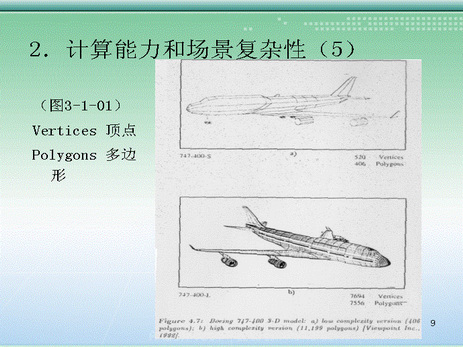 2. 计算能力和场景复杂性（5）
（图3-1-01）
Vertices 顶点
Polygons 多边
形
747-400-S a) 520 Vertices
406 Polygons
747-400-L b) 7694 Vertices
7556 Polygons
Figure 4.7: Boeing 747-400 3-D model: a) low complexity version (406
polygons); b) high complexity version (11,199 polygons) [Viewpoint Inc.,
9